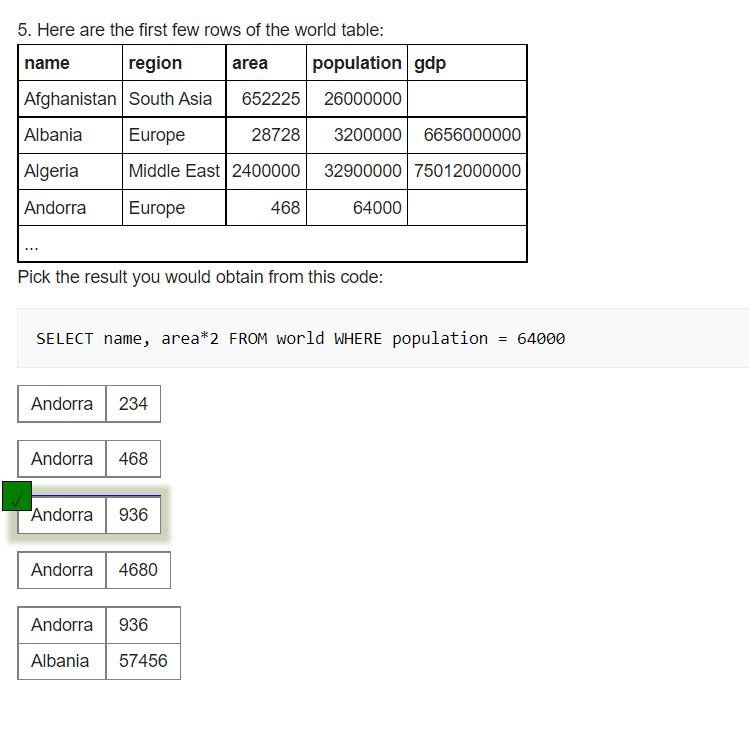 5. Here are the first few rows of the world table:
name region area population gdp
Afghanistan South Asia 652225 26000000
Albania Europe 28728 3200000 6656000000
Algeria Middle East 2400000 32900000 75012000000
Andorra Europe 468 64000
...
Pick the result you would obtain from this code:
SELECT name, area*2 FROM world WHERE population = 64000
Andorra 234
Andorra 468
✓
Andorra 936
Andorra 4680
Andorra 936
Albania 57456